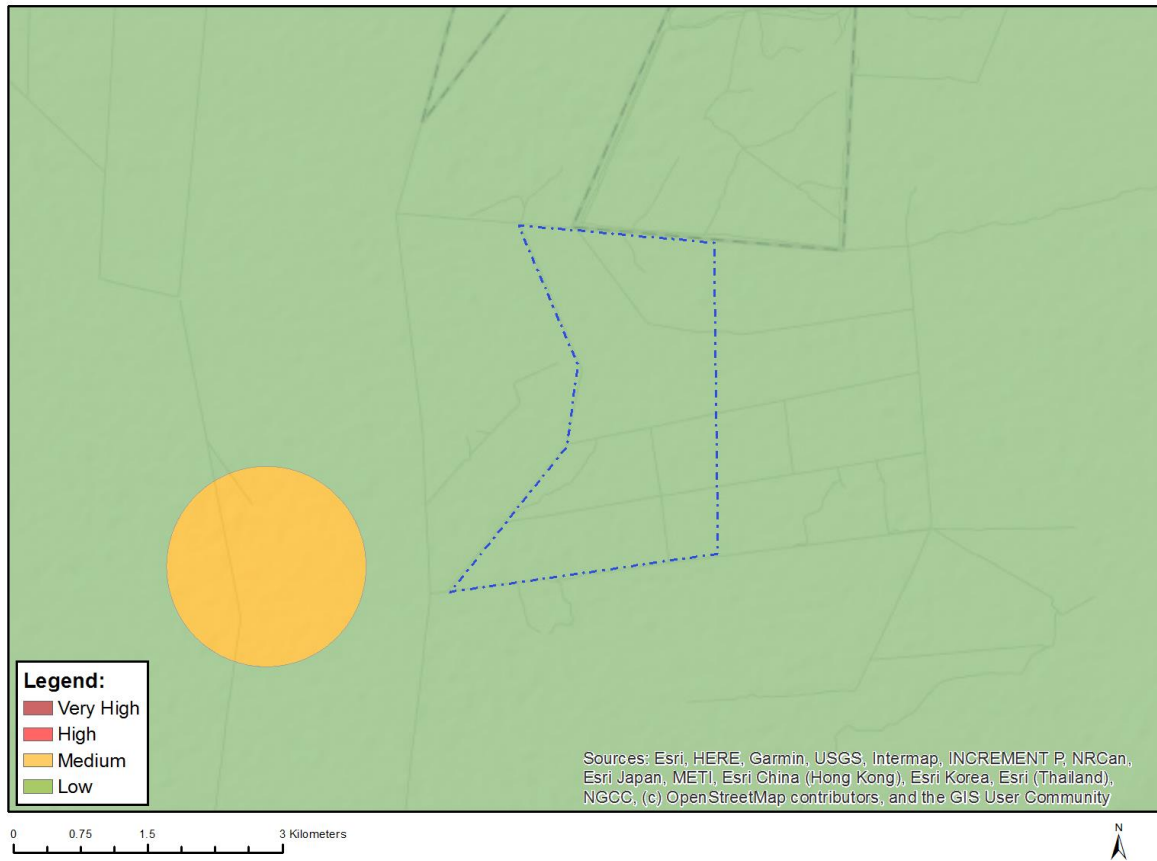 Legend:
Very High
High
Medium
Low
Sources: Esri, HERE, Garmin, USGS, Intermap, INCREMENT P, NRCan,
Esri Japan, METI, Esri China (Hong Kong), Esri Korea, Esri (Thailand),
NGCC, (c) OpenStreetMap contributors, and the GIS User Community
0 0.75 1.5 3 Kilometers
N